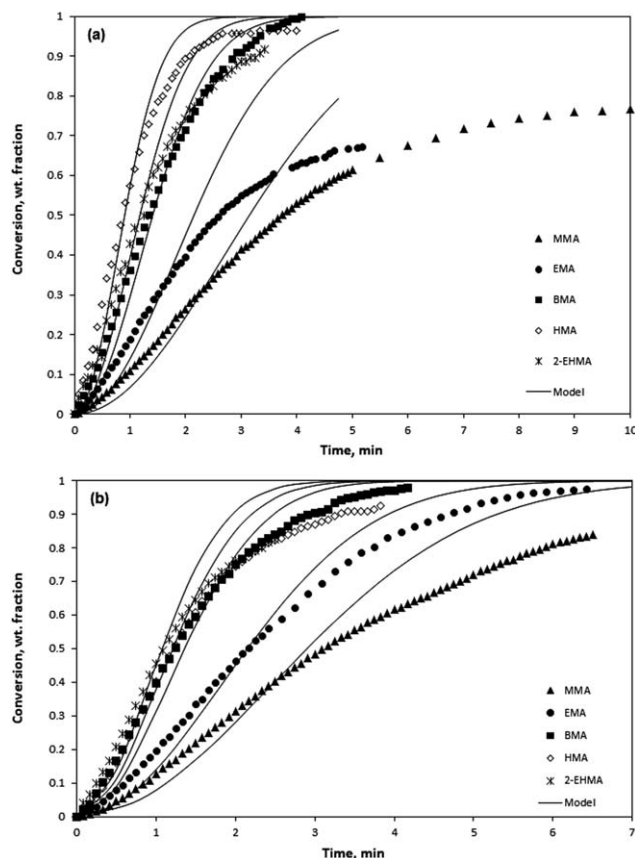 (a)
Conversion, wt. fraction
1
0.9
0.8
0.7
0.6
0.5
0.4
0.3
0.2
0.1
0
MMA
EMA
BMA
HMA
2-EHMA
Model
0 1 2 3 4 5 6 7 8 9 10
Time, min
(b)
Conversion, wt. fraction
1
0.9
0.8
0.7
0.6
0.5
0.4
0.3
0.2
0.1
0
MMA
EMA
BMA
HMA
2-EHMA
Model
0 1 2 3 4 5 6 7
Time, min